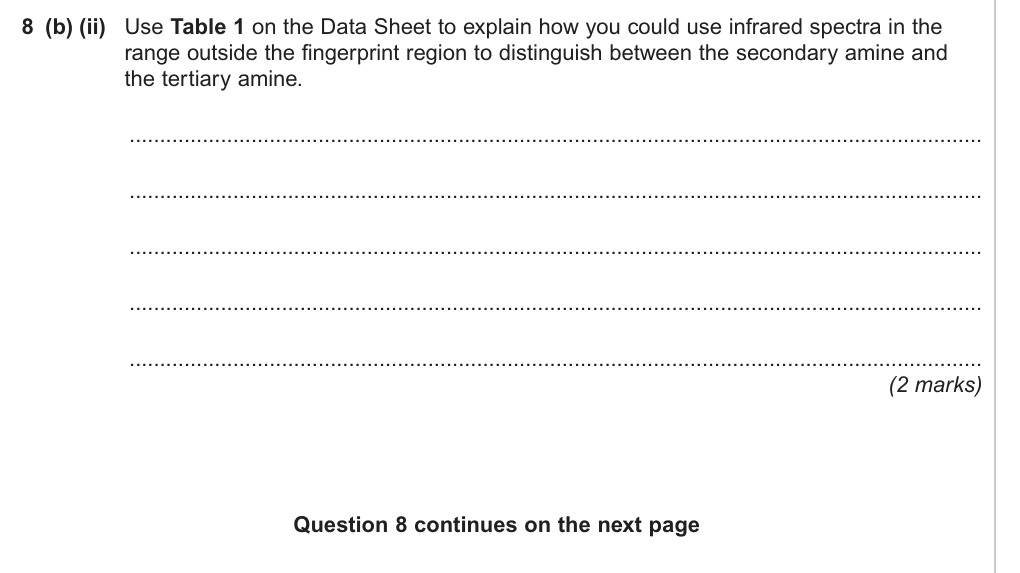 8 (b) (ii) Use Table 1 on the Data Sheet to explain how you could use infrared spectra in the
range outside the fingerprint region to distinguish between the secondary amine and
the tertiary amine.
(2 marks)
Question 8 continues on the next page